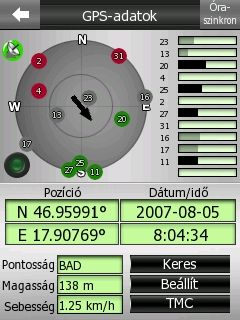 GPS-adatok
Óra-
szinkron
N
2
31
4
W
23
16
E
13
20
17
25
27
S
11
23
13
20
25
2
27
31
11
4
16
17
11
Pozíció
Dátum/idő
N 46.95991°
2007-08-05
E 17.90769°
8:04:34
Pontosság
BAD
Keres
Magasság
138 m
Beállít
Sebesség
1.25 km/h
TMC